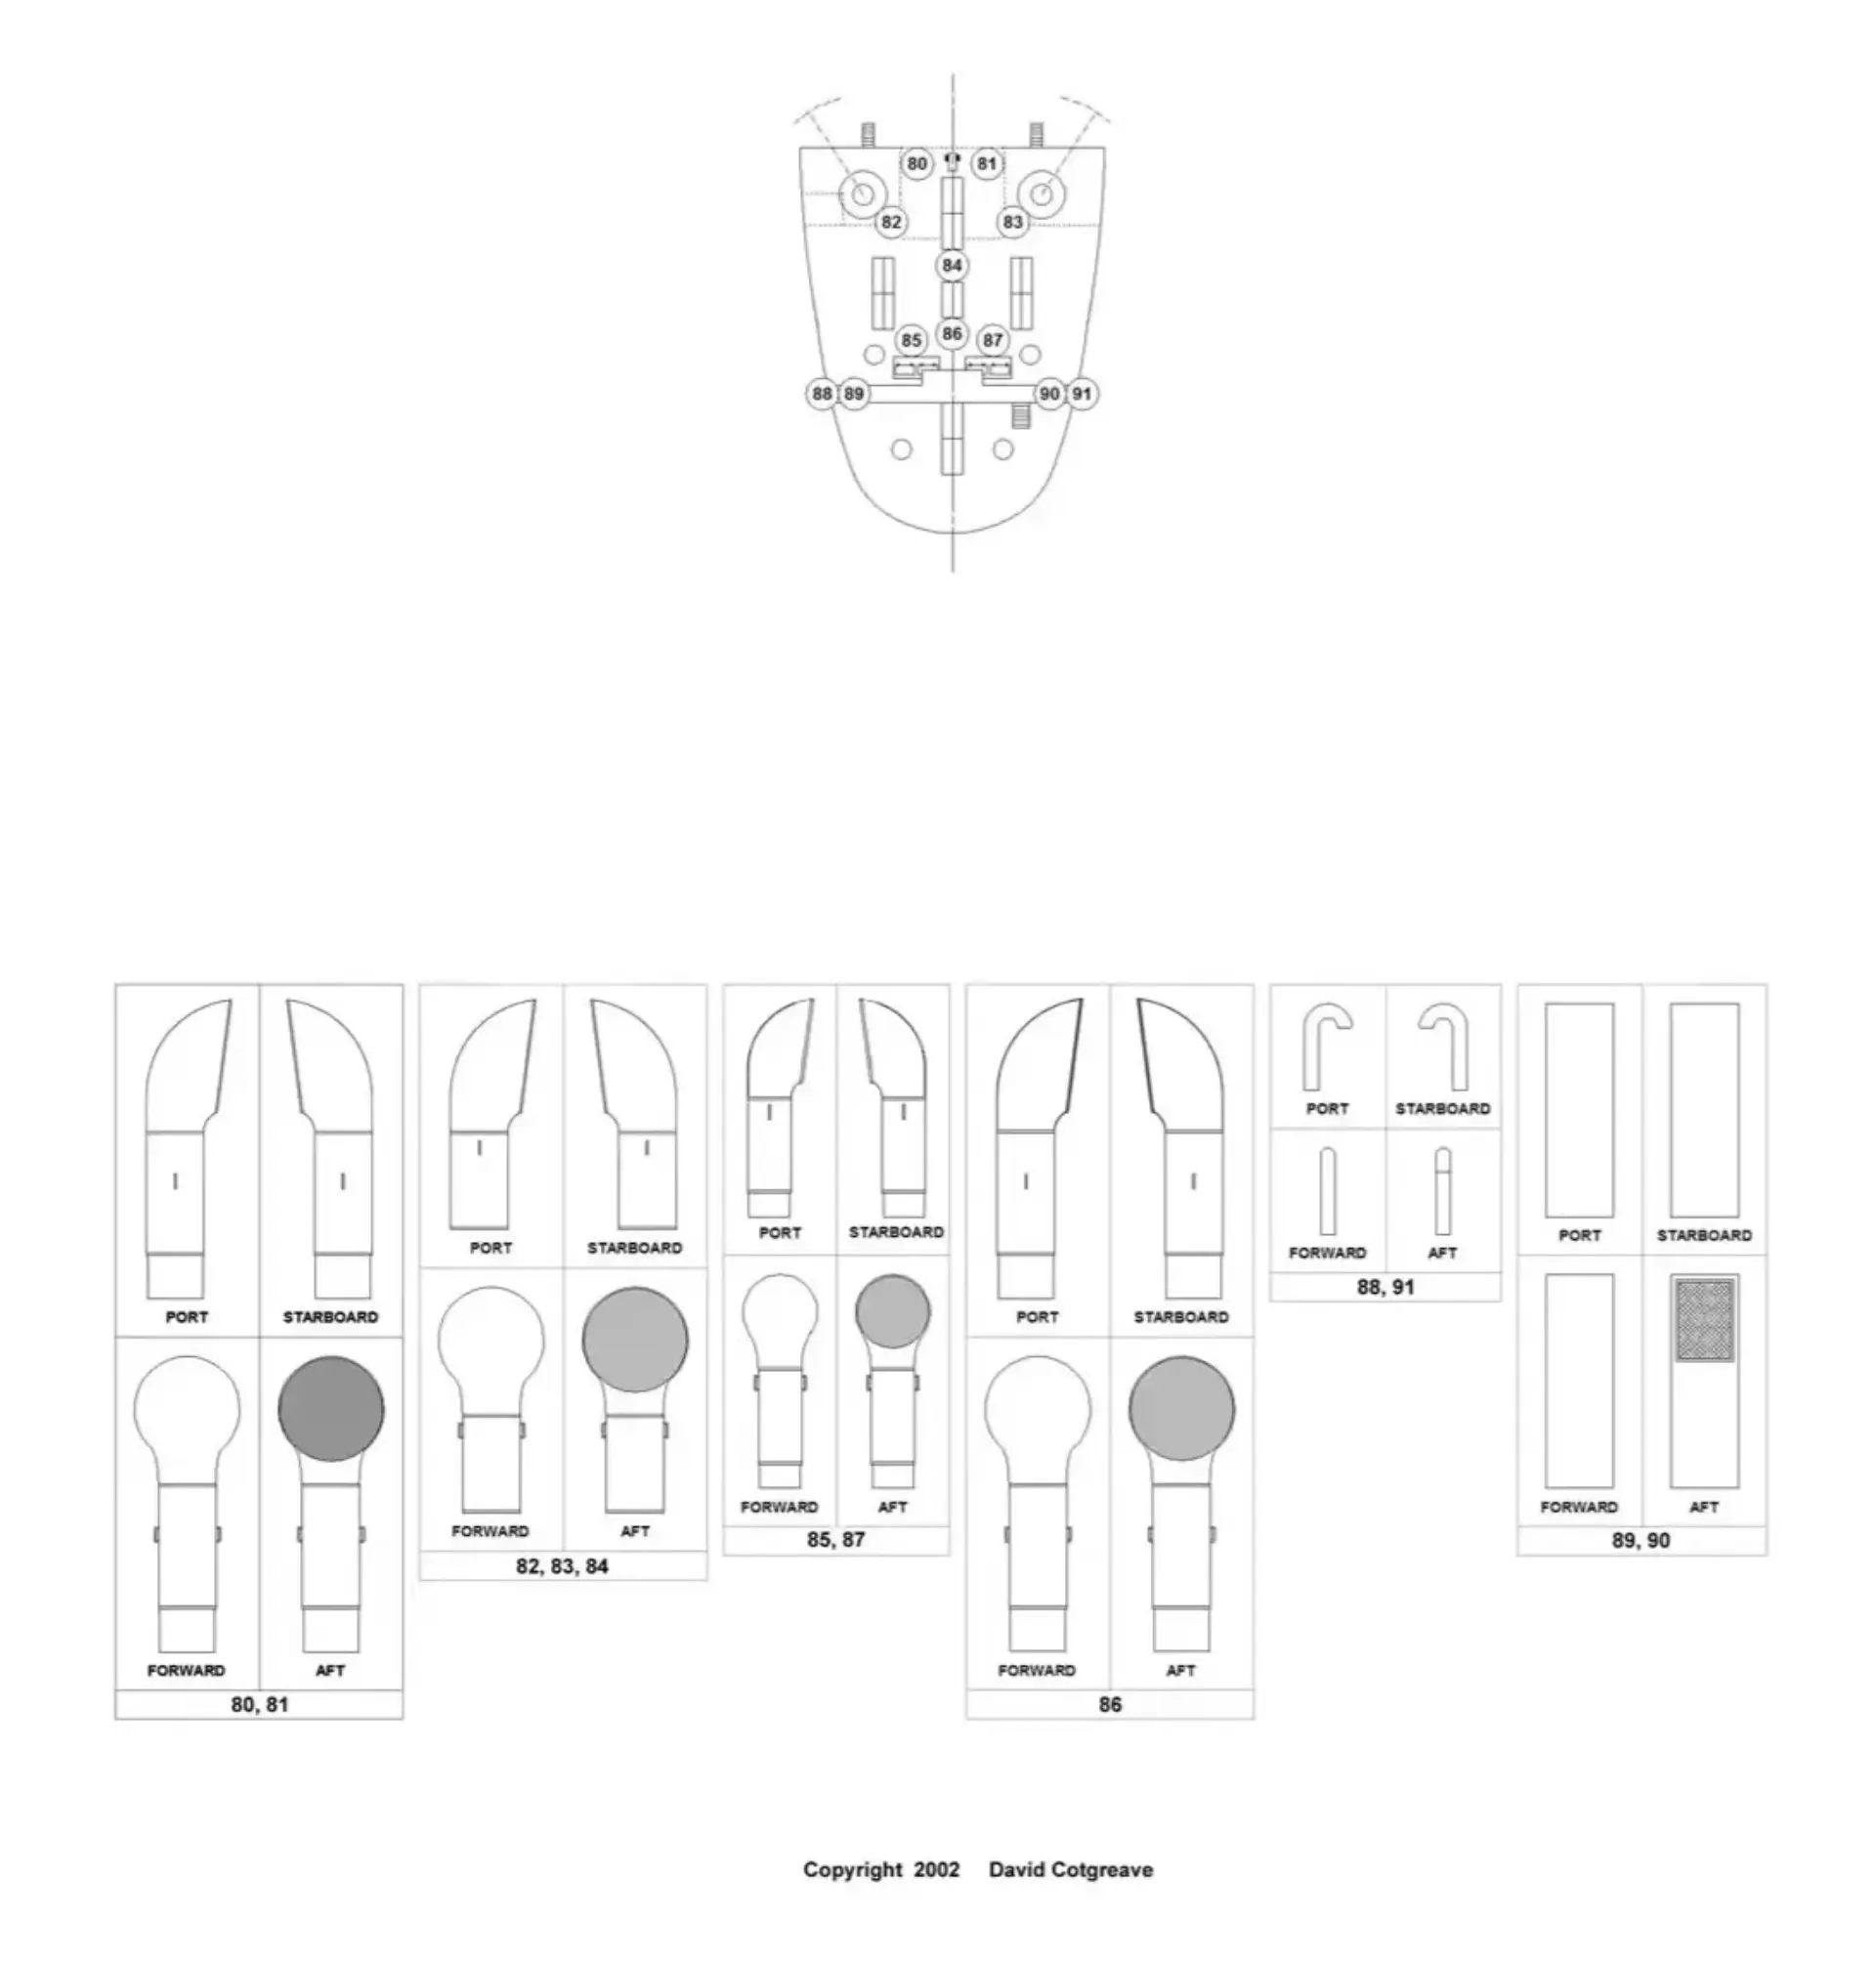 80 81
82 83
84
85 86 87
88 89 90 91
PORT STARBOARD
FORWARD AFT
80, 81
PORT STARBOARD
FORWARD AFT
82, 83, 84
PORT STARBOARD
FORWARD AFT
85, 87
PORT STARBOARD
FORWARD AFT
86
PORT STARBOARD
FORWARD AFT
88, 91
PORT STARBOARD
FORWARD AFT
89, 90
Copyright 2002 David Cotgreave